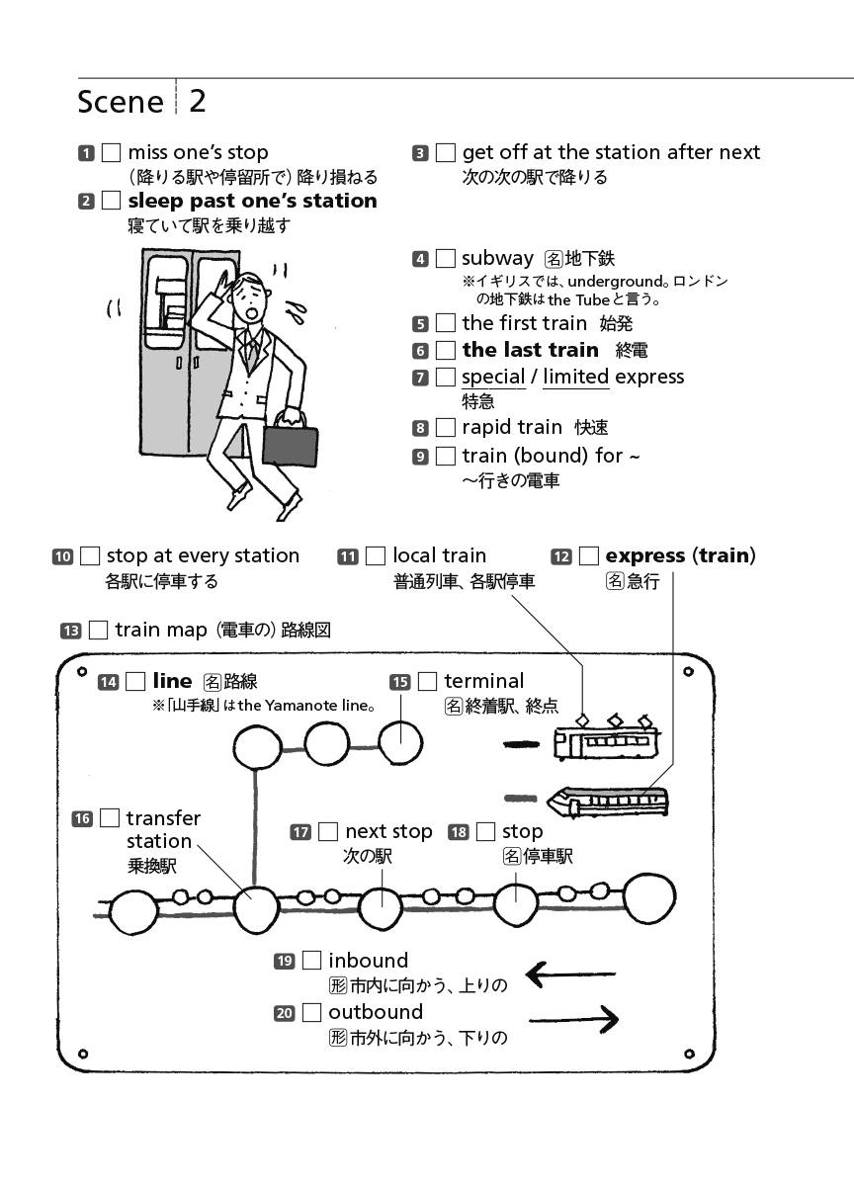 Scene 2
1 □ miss one's stop
（降りる駅や停留所で）降り損ねる
2 □ sleep past one's station
寝ていて駅を乗り越す
3 □ get off at the station after next
次の次の駅で降りる
4 □ subway 名 地下鉄
※イギリスでは、underground。ロンドン
の地下鉄は the Tube と言う。
5 □ the first train 始発
6 □ the last train 終電
7 □ special / limited express
特急
8 □ rapid train 快速
9 □ train (bound) for ~
～行きの電車
10 □ stop at every station
各駅に停車する
11 □ local train
普通列車、各駅停車
12 □ express (train)
名 急行
13 □ train map （電車の）路線図
14 □ line 名 路線
※「山手線」は the Yamanote line。
15 □ terminal
名 終着駅、終点
16 □ transfer
station
乗換駅
17 □ next stop
次の駅
18 □ stop
名 停車駅
19 □ inbound
形 市内に向かう、上りの
20 □ outbound
形 市外に向かう、下りの